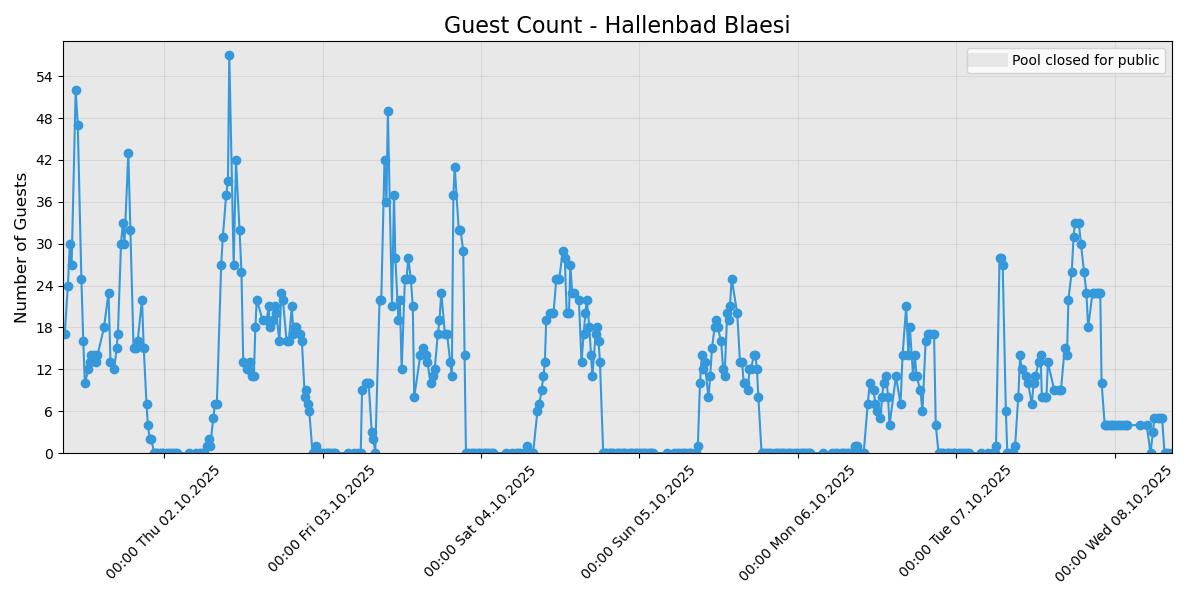 Guest Count - Hallenbad Blaesi
Pool closed for public
Number of Guests
54
48
42
36
30
24
18
12
6
0
00:00 Thu 02.10.2025
00:00 Fri 03.10.2025
00:00 Sat 04.10.2025
00:00 Sun 05.10.2025
00:00 Mon 06.10.2025
00:00 Tue 07.10.2025
00:00 Wed 08.10.2025